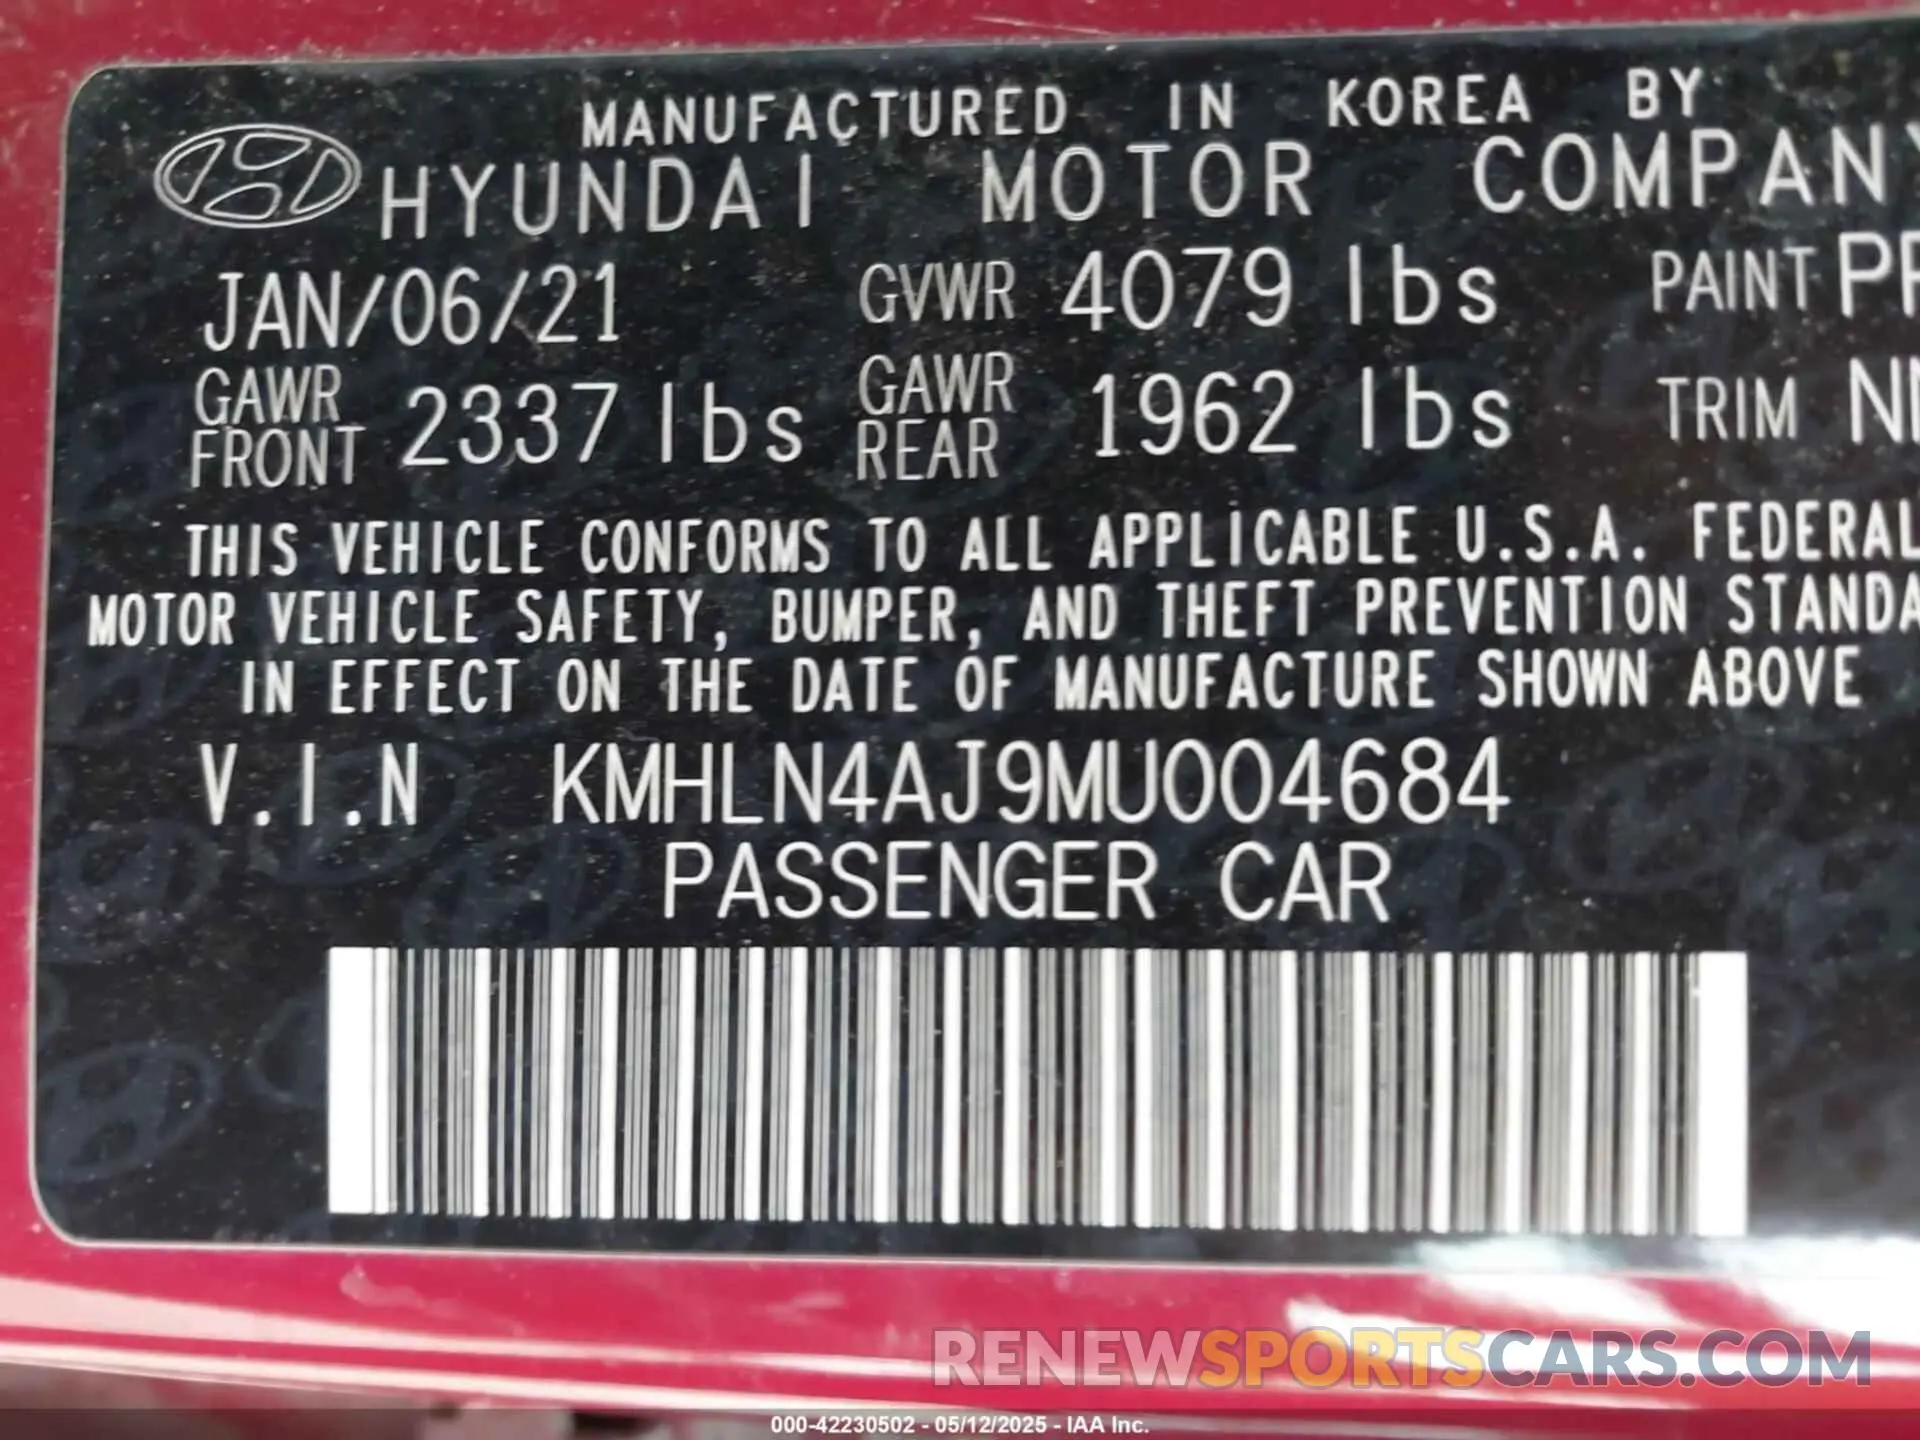 MANUFACTURED IN KOREA BY
HYUNDAI MOTOR COMPANY
JAN/06/21 GVWR 4079 lbs PAINT
GAWR FRONT 2337 lbs GAWR REAR 1962 lbs TRIM
THIS VEHICLE CONFORMS TO ALL APPLICABLE U.S.A. FEDERAL
MOTOR VEHICLE SAFETY, BUMPER, AND THEFT PREVENTION STANDA
IN EFFECT ON THE DATE OF MANUFACTURE SHOWN ABOVE
V.I.N KMHLN4AJ9MU004684
PASSENGER CAR
RENEWSPORTSCARS.COM
000-42230502 - 05/12/2025 - IAA Inc.